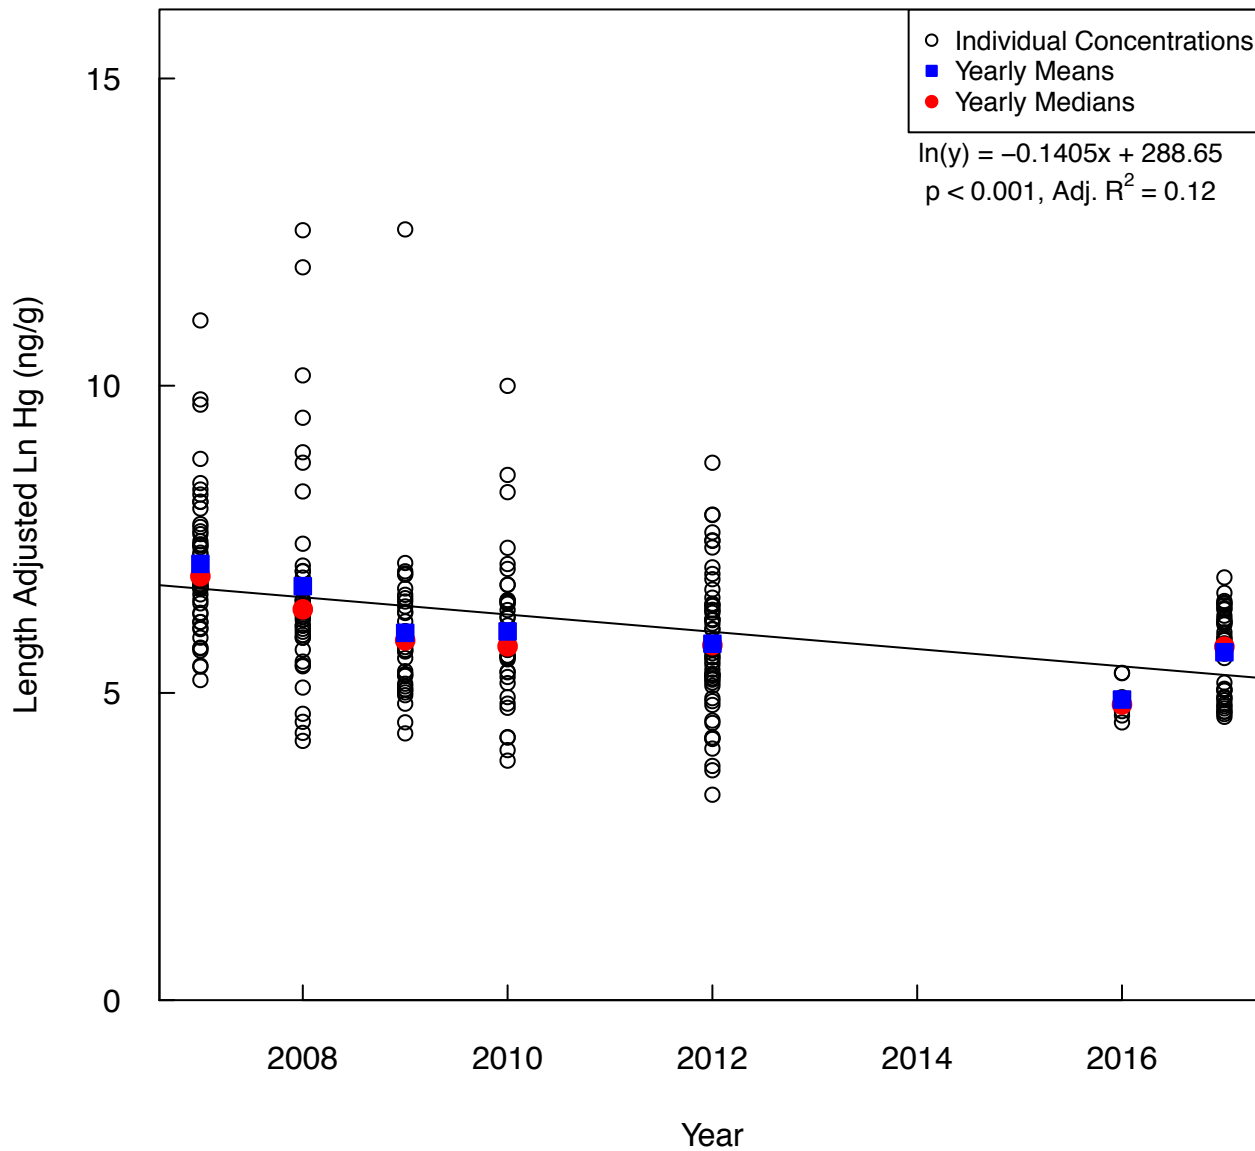 Individual Concentrations
Yearly Means
Yearly Medians
ln(y) = −0.1405x + 288.65
p < 0.001, Adj. R² = 0.12
Length Adjusted Ln Hg (ng/g)
15
10
5
0
2008 2010 2012 2014 2016
Year